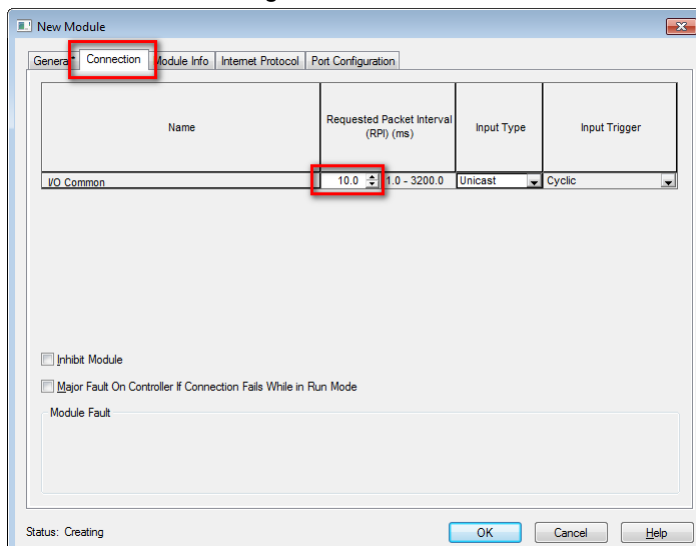 New Module
General* Connection Module Info Internet Protocol Port Configuration
Name Requested Packet Interval (RPI) (ms) Input Type Input Trigger
I/O Common 10.0 1.0 - 3200.0 Unicast Cyclic
Inhibit Module
Major Fault On Controller If Connection Fails While in Run Mode
Module Fault
Status: Creating OK Cancel Help